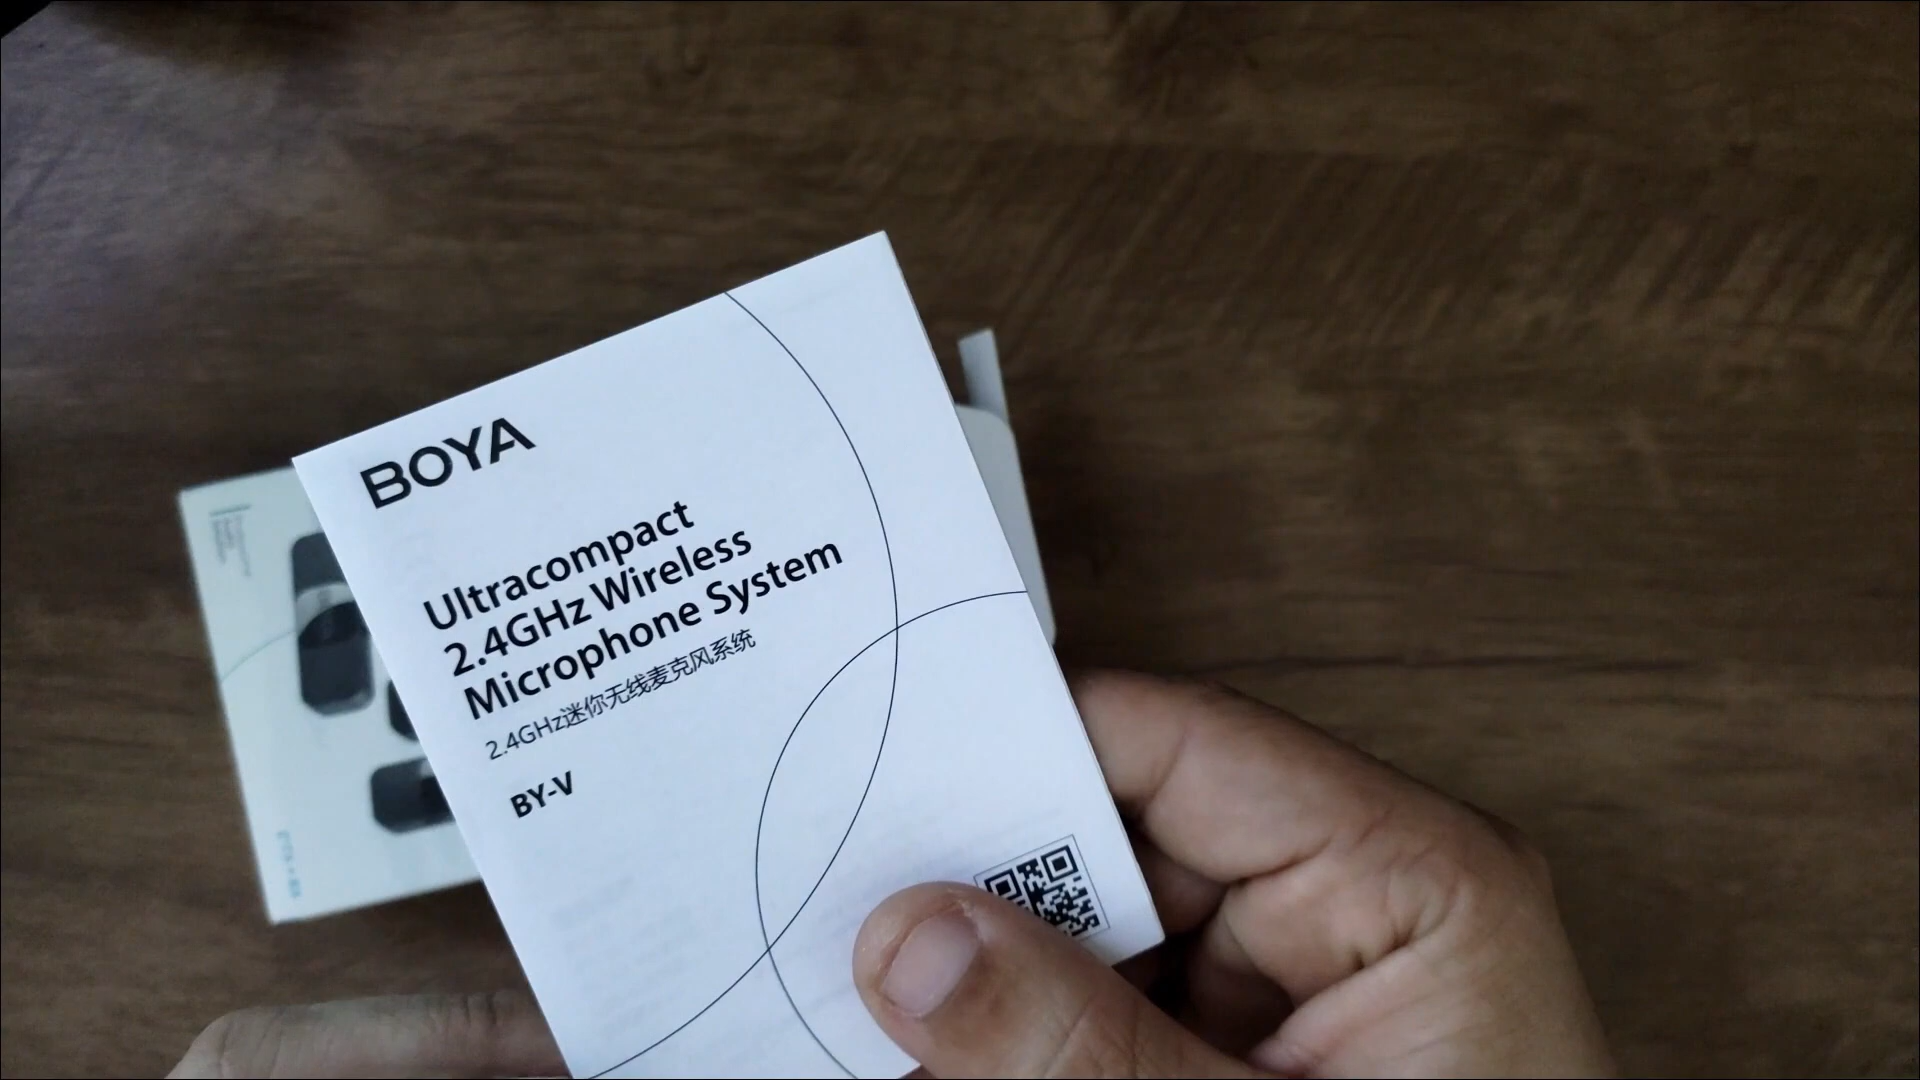 BOYA
Ultracompact
2.4GHz Wireless
Microphone System
2.4GHz迷你无线麦克风系统
BY-V